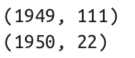 (1949, 111)
(1950, 22)